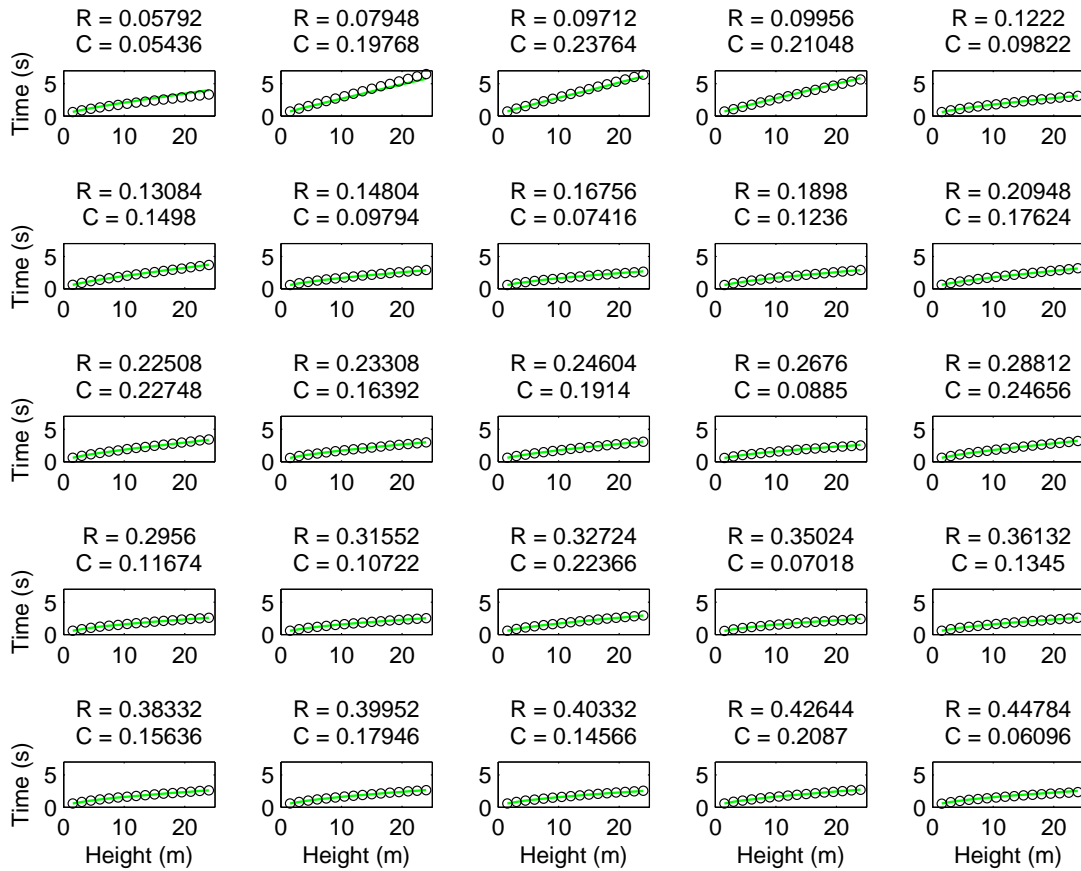 R = 0.05792 R = 0.07948 R = 0.09712 R = 0.09956 R = 0.1222
C = 0.05436 C = 0.19768 C = 0.23764 C = 0.21048 C = 0.09822
Time (s)
5 5 5 5 5
0 0 0 0 0
0 10 20 0 10 20 0 10 20 0 10 20 0 10 20
R = 0.13084 R = 0.14804 R = 0.16756 R = 0.1898 R = 0.20948
C = 0.1498 C = 0.09794 C = 0.07416 C = 0.1236 C = 0.17624
Time (s)
5 5 5 5 5
0 0 0 0 0
0 10 20 0 10 20 0 10 20 0 10 20 0 10 20
R = 0.22508 R = 0.23308 R = 0.24604 R = 0.2676 R = 0.28812
C = 0.22748 C = 0.16392 C = 0.1914 C = 0.0885 C = 0.24656
Time (s)
5 5 5 5 5
0 0 0 0 0
0 10 20 0 10 20 0 10 20 0 10 20 0 10 20
R = 0.2956 R = 0.31552 R = 0.32724 R = 0.35024 R = 0.36132
C = 0.11674 C = 0.10722 C = 0.22366 C = 0.07018 C = 0.1345
Time (s)
5 5 5 5 5
0 0 0 0 0
0 10 20 0 10 20 0 10 20 0 10 20 0 10 20
R = 0.38332 R = 0.39952 R = 0.40332 R = 0.42644 R = 0.44784
C = 0.15636 C = 0.17946 C = 0.14566 C = 0.2087 C = 0.06096
Time (s)
5 5 5 5 5
0 0 0 0 0
0 10 20 0 10 20 0 10 20 0 10 20 0 10 20
Height (m) Height (m) Height (m) Height (m) Height (m)